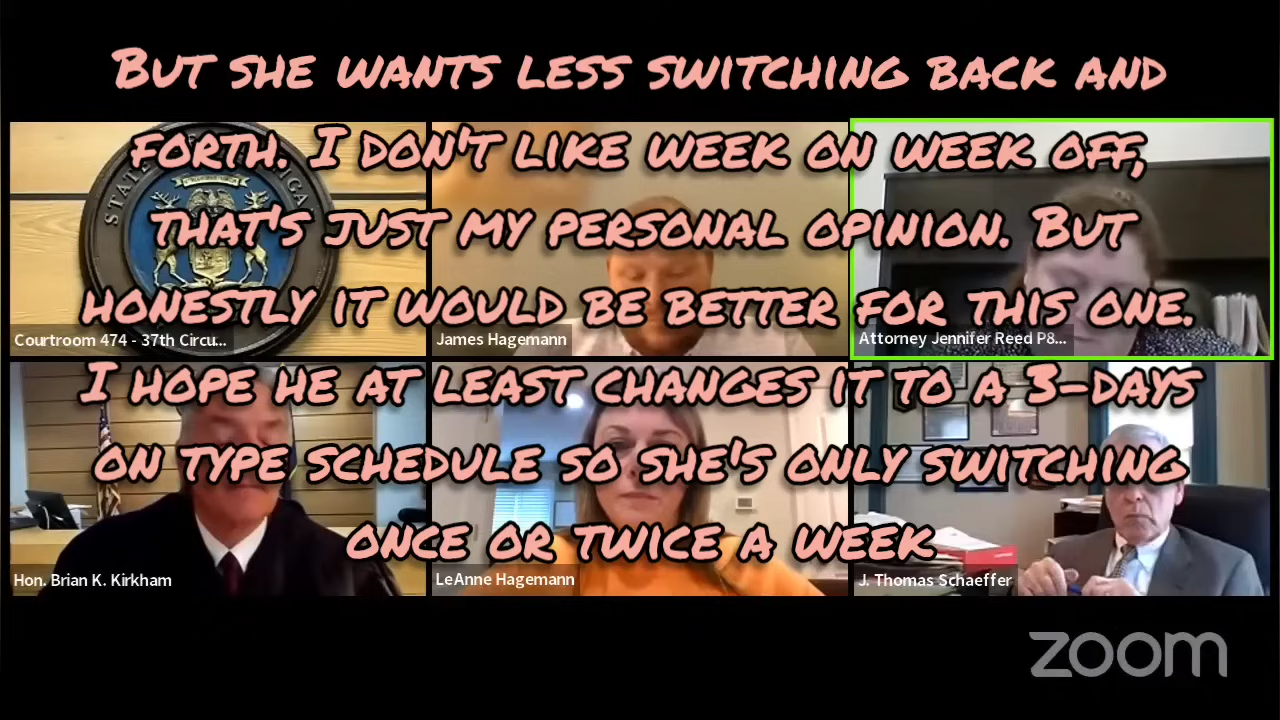 But she wants less switching back and
forth. I don't like week on week off,
that's just my personal opinion. But
honestly it would be better for this one.
Courtroom 474 - 37th Circu...
James Hagemann
Attorney Jennifer Reed P8...
I hope he at least changes it to a 3-days
on type schedule so she's only switching
once or twice a week
Hon. Brian K. Kirkham
LeAnne Hagemann
J. Thomas Schaeffer
zoom